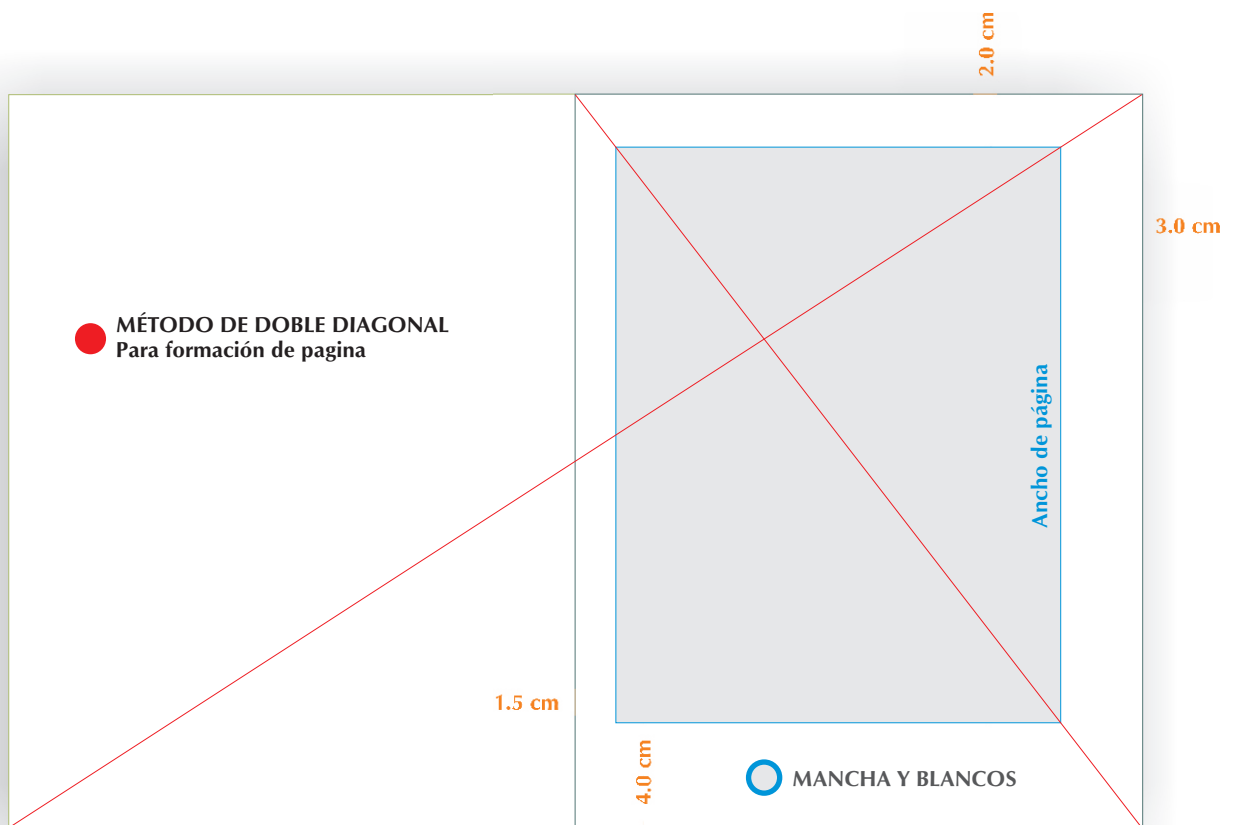 2.0 cm
3.0 cm
MÉTODO DE DOBLE DIAGONAL
Para formación de pagina
Ancho de página
1.5 cm
4.0 cm
MANCHA Y BLANCOS